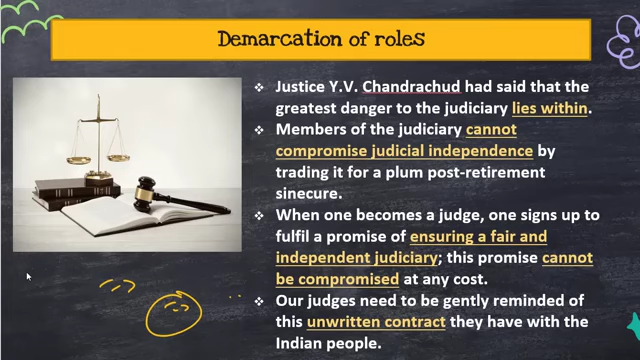 Demarcation of roles
❖ Justice Y.V. Chandrachud had said that the
greatest danger to the judiciary lies within.
❖ Members of the judiciary cannot
compromise judicial independence by
trading it for a plum post-retirement
sinecure.
❖ When one becomes a judge, one signs up to
fulfil a promise of ensuring a fair and
independent judiciary; this promise cannot
be compromised at any cost.
❖ Our judges need to be gently reminded of
this unwritten contract they have with the
Indian people.